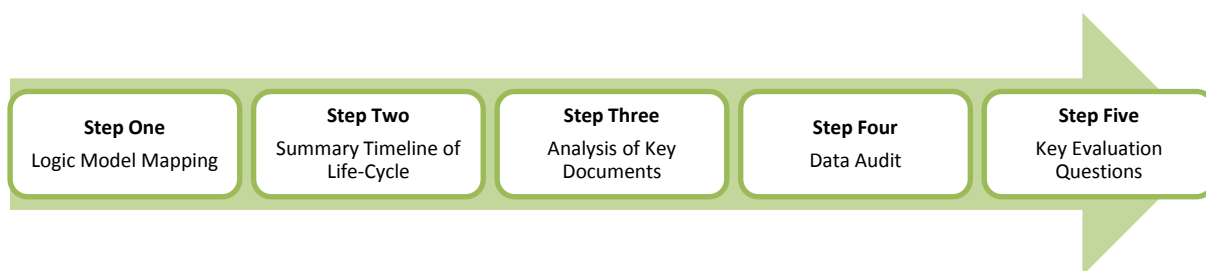 Step One
Logic Model Mapping
Step Two
Summary Timeline of
Life-Cycle
Step Three
Analysis of Key
Documents
Step Four
Data Audit
Step Five
Key Evaluation
Questions